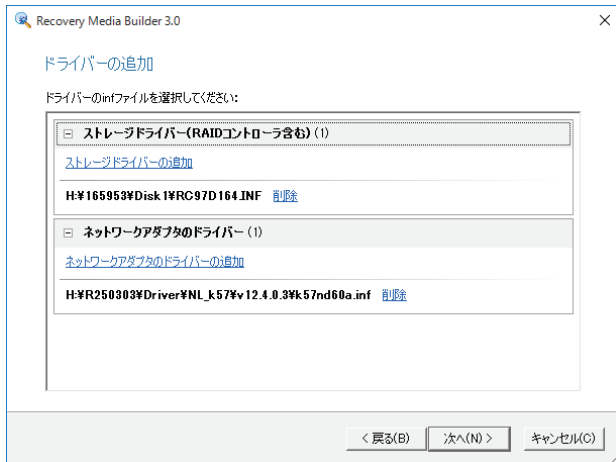 Recovery Media Builder 3.0
ドライバーの追加
ドライバーのinfファイルを選択してください:
ストレージドライバー(RAIDコントローラ含む) (1)
ストレージドライバーの追加
H:¥165953¥Disk1¥RC97D164.INF 削除
ネットワークアダプタのドライバー (1)
ネットワークアダプタのドライバーの追加
H:¥R250303¥Driver¥NL_k57¥v12.4.0.3¥k57nd60a.inf 削除
< 戻る(B) 次へ(N) > キャンセル(C)